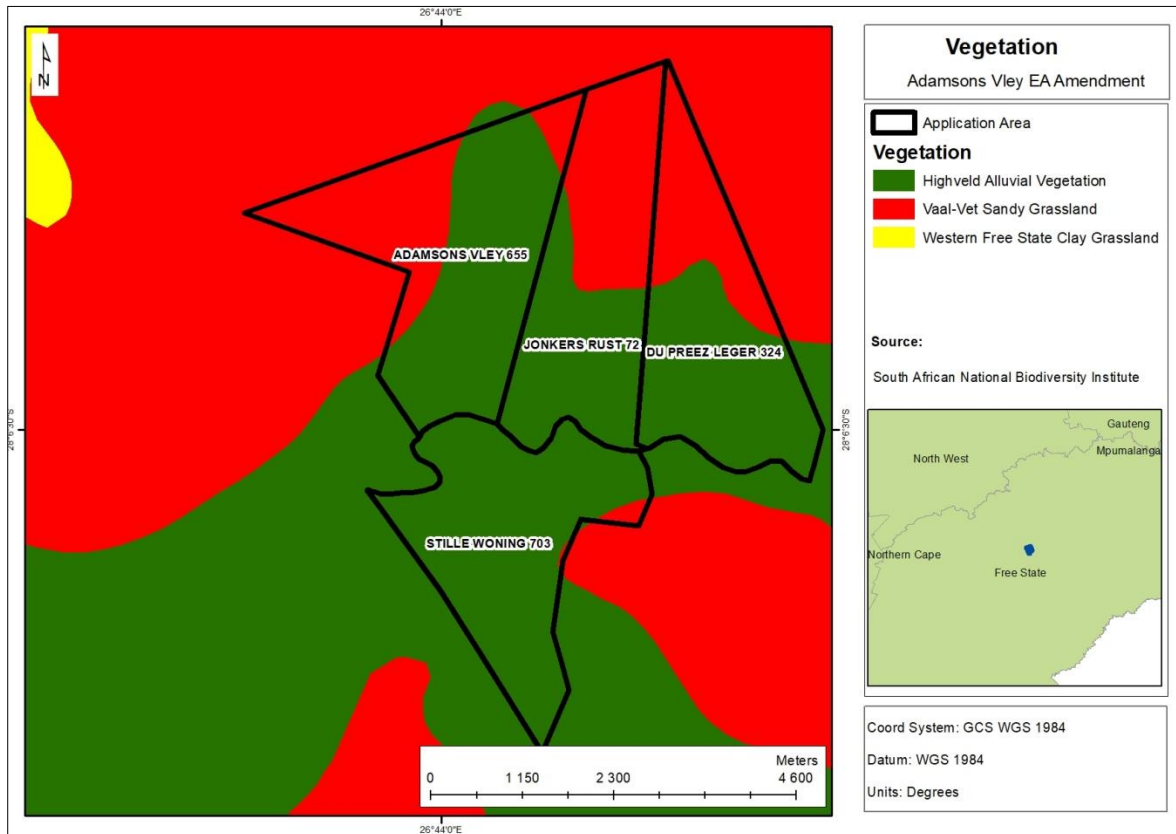 26°44'0"E
N
28°6'30"S
ADAMSONS VLEY 655
JONKERS RUST 72
DU PREEZ LEGER 324
STILLE WONING 703
28°6'30"S
Meters
0 1 150 2 300 4 600
26°44'0"E
Vegetation
Adamsons Vley EA Amendment
Application Area
Vegetation
Highveld Alluvial Vegetation
Vaal-Vet Sandy Grassland
Western Free State Clay Grassland
Source:
South African National Biodiversity Institute
Gauteng
Mpumalanga
North West
Northern Cape
Free State
Coord System: GCS WGS 1984
Datum: WGS 1984
Units: Degrees